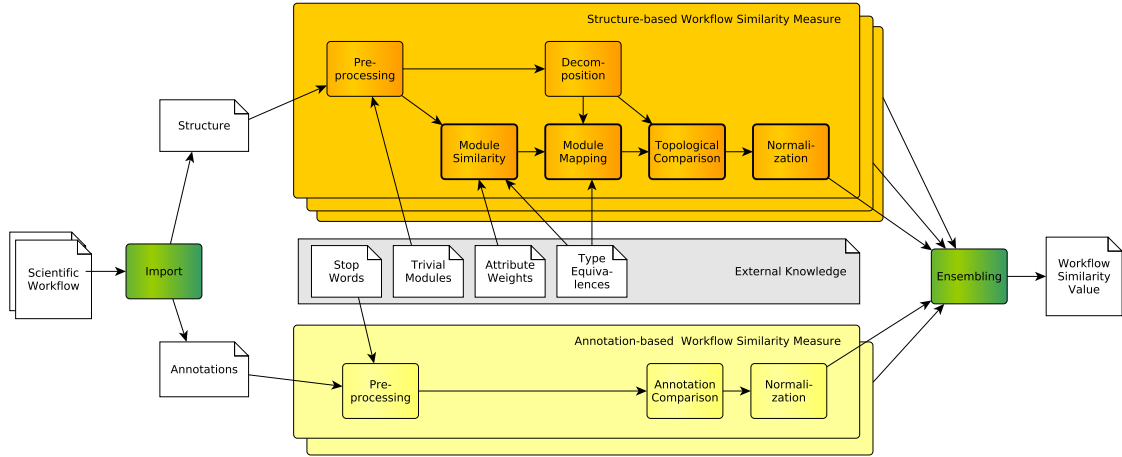 Structure-based Workflow Similarity Measure
Pre-
processing
Decom-
position
Structure
Module
Similarity
Module
Mapping
Topological
Comparison
Normali-
zation
Scientific
Workflow
Import
Stop
Words
Trivial
Modules
Attribute
Weights
Type
Equiva-
lences
External Knowledge
Ensembling
Workflow
Similarity
Value
Annotation-based  Workflow Similarity Measure
Annotations
Pre-
processing
Annotation
Comparison
Normali-
zation